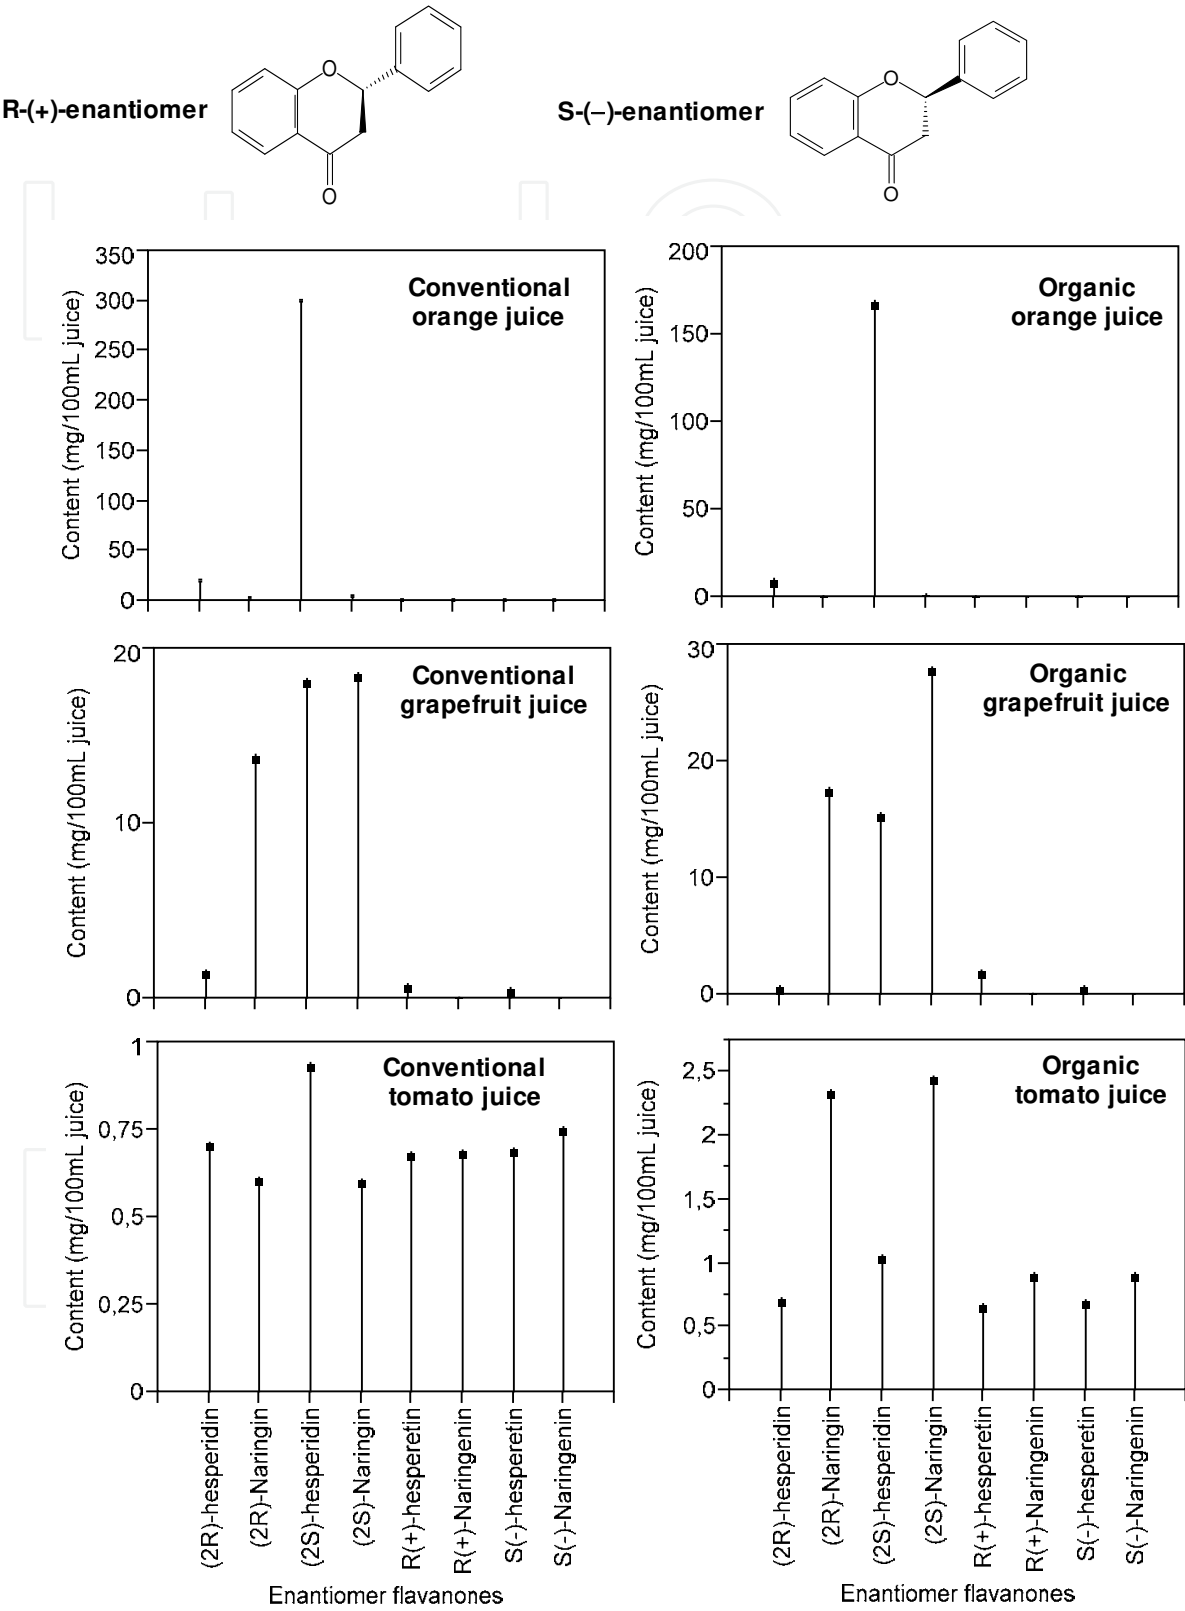 R-(+)-enantiomer
O
O
S-(–)-enantiomer
O
O
Conventional
orange juice
Content (mg/100mL juice)
350
300
250
200
150
100
50
0
Organic
orange juice
Content (mg/100mL juice)
200
150
100
50
0
Conventional
grapefruit juice
Content (mg/100mL juice)
20
10
0
Organic
grapefruit juice
Content (mg/100mL juice)
30
20
10
0
Conventional
tomato juice
Content (mg/100mL juice)
1
0,75
0,5
0,25
0
(2R)-hesperidin
(2R)-Naringin
(2S)-hesperidin
(2S)-Naringin
R(+)-hesperetin
R(+)-Naringenin
S(-)-hesperetin
S(-)-Naringenin
Enantiomer flavanones
Organic
tomato juice
Content (mg/100mL juice)
2,5
2
1,5
1
0,5
0
(2R)-hesperidin
(2R)-Naringin
(2S)-hesperidin
(2S)-Naringin
R(+)-hesperetin
R(+)-Naringenin
S(-)-hesperetin
S(-)-Naringenin
Enantiomer flavanones